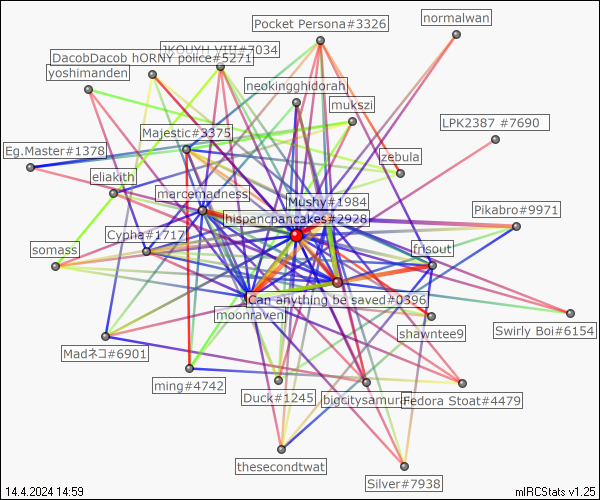 Pocket Persona#3326
normalwan
JKOUYH VIII#7034
DacobDacob hORNY police#5271
yoshimanden
neokingghidorah
mukszi
LPK2387 #7690
Majestic#3375
Eg.Master#1378
zebula
eliakith
marcemadness
Mushy#1984
hispancpancakes#2928
Pikabro#9971
Cypha#1717
frisout
somass
Can anything be saved#0396
moonraven
shawntee9
Swirly Boi#6154
Madネコ#6901
ming#4742
Duck#1245
bigcitysamura
Fedora Stoat#4479
thesecondtwat
Silver#7938
14.4.2024 14:59
mIRCStats v1.25